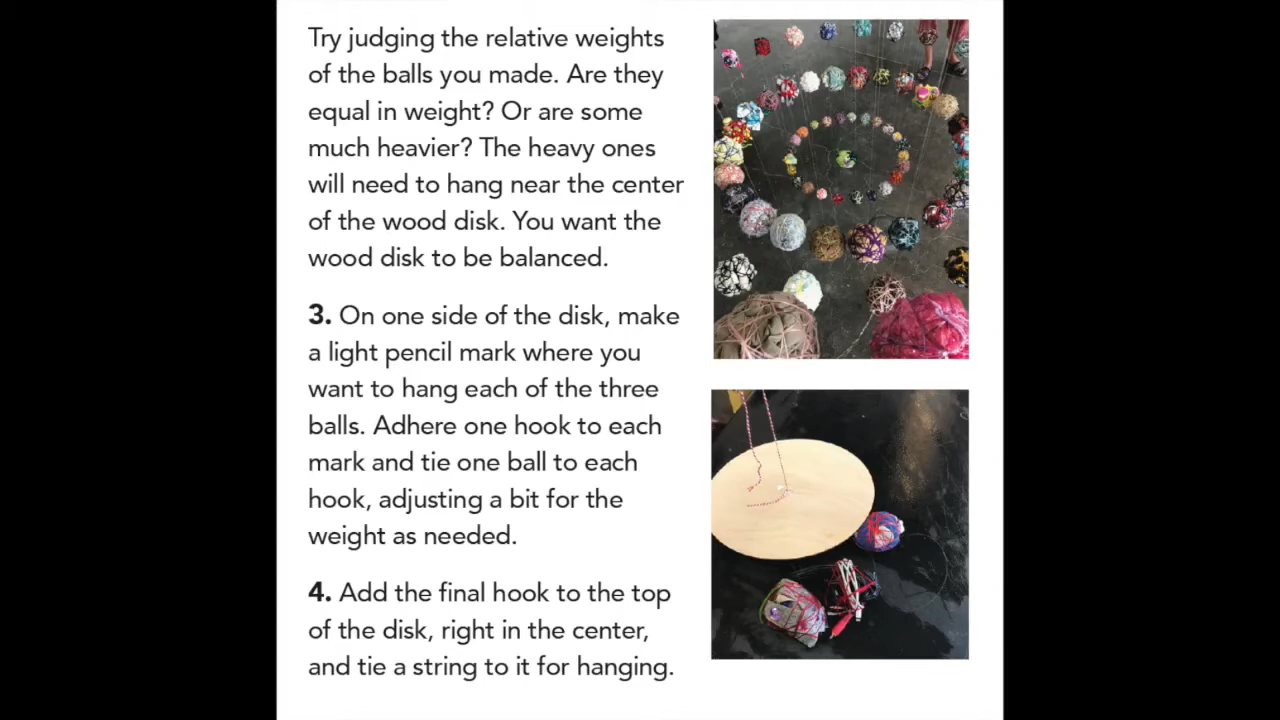 Try judging the relative weights
of the balls you made. Are they
equal in weight? Or are some
much heavier? The heavy ones
will need to hang near the center
of the wood disk. You want the
wood disk to be balanced.
3. On one side of the disk, make
a light pencil mark where you
want to hang each of the three
balls. Adhere one hook to each
mark and tie one ball to each
hook, adjusting a bit for the
weight as needed.
4. Add the final hook to the top
of the disk, right in the center,
and tie a string to it for hanging.